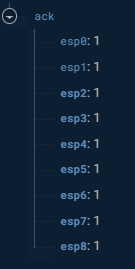 ack
esp0: 1
esp1: 1
esp2: 1
esp3: 1
esp4: 1
esp5: 1
esp6: 1
esp7: 1
esp8: 1